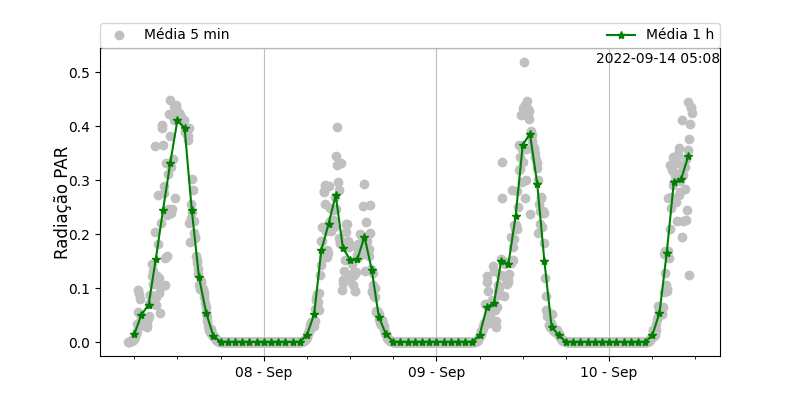 Média 5 min
Média 1 h
2022-09-14 05:08
Radiação PAR
0.5
0.4
0.3
0.2
0.1
0.0
08 - Sep
09 - Sep
10 - Sep